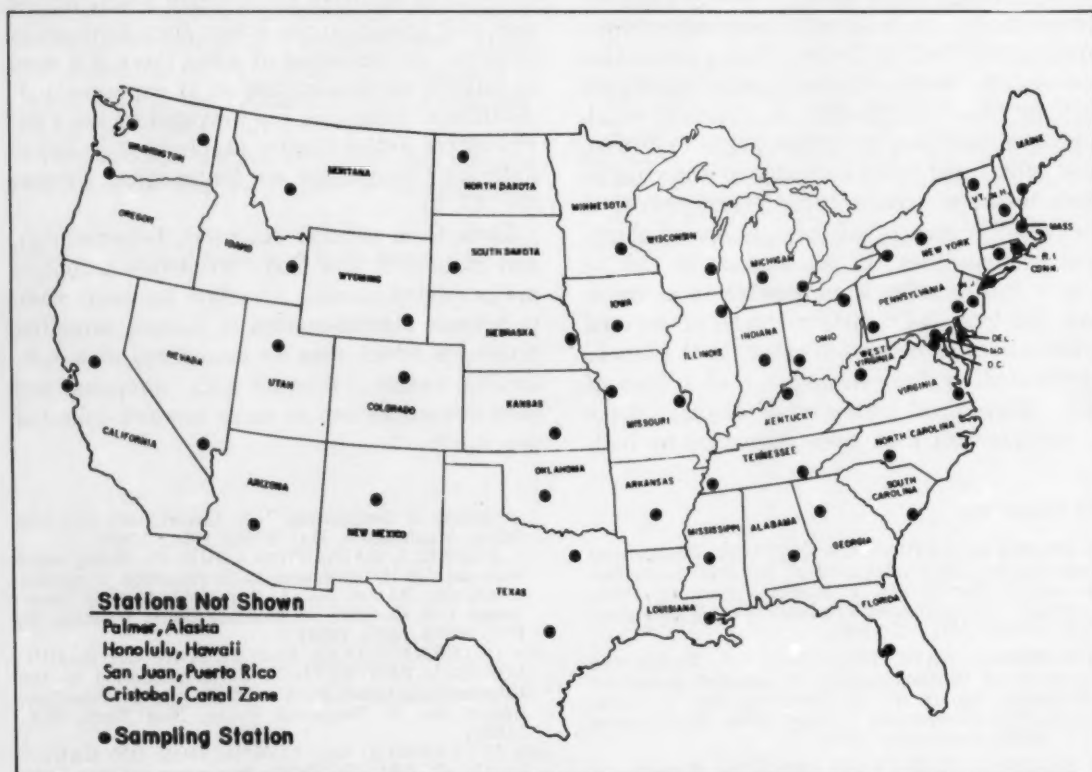 MAINE
WASHINGTON
MONTANA
NORTH DAKOTA
MINNESOTA
VT.
N.H.
OREGON
MASS
IDAHO
WISCONSIN
NEW YORK
R.I.
CONN.
SOUTH
MICHIGAN
WYOMING
N.J.
PENNSYLVANIA
IOWA
NEBRASKA
NEVADA
UTAH
ILLINOIS
INDIANA
OHIO
WEST
VIRGINIA
DEL.
MD.
D.C.
COLORADO
KANSAS
MISSOURI
KENTUCKY
VIRGINIA
CALIFORNIA
NORTH CAROLINA
TENNESSEE
OKLAHOMA
ARIZONA
ARKANSAS
SOUTH
CAROLINA
NEW MEXICO
MISSISSIPPI
ALABAMA
GEORGIA
TEXAS
LOUISIANA
FLORIDA
Stations Not Shown
Palmer, Alaska
Honolulu, Hawaii
San Juan, Puerto Rico
Cristobal, Canal Zone
Sampling Station